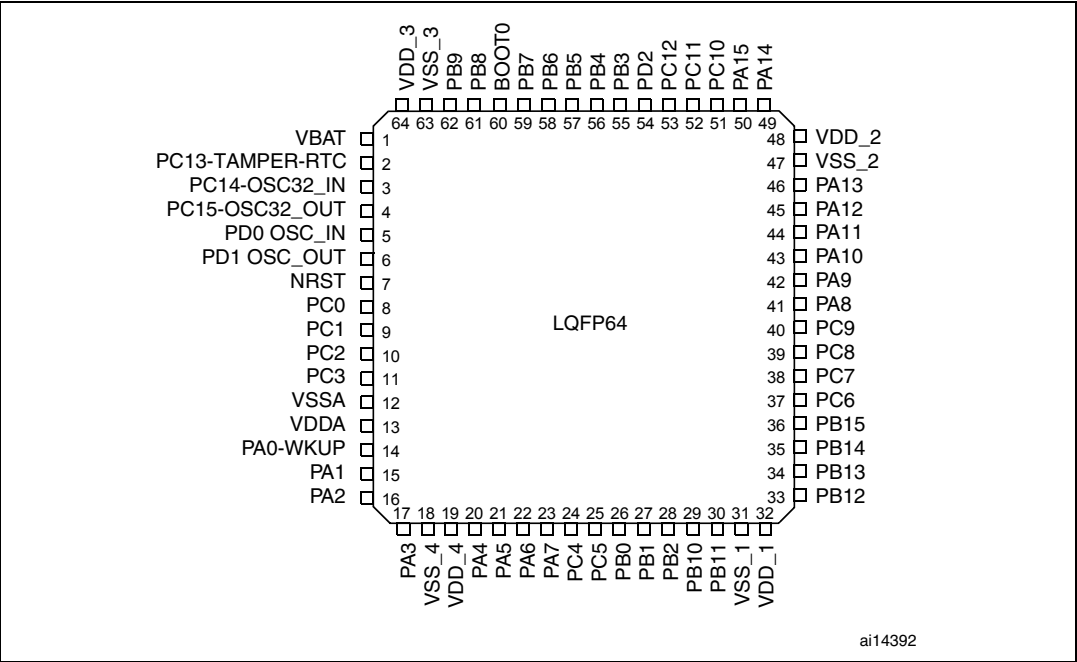 VDD_3
VSS_3
PB9
PB8
BOOT0
PB7
PB6
PB5
PB4
PB3
PD2
PC12
PC11
PC10
PA15
PA14
64 63 62 61 60 59 58 57 56 55 54 53 52 51 50 49
VBAT 1
PC13-TAMPER-RTC 2
PC14-OSC32_IN 3
PC15-OSC32_OUT 4
PD0 OSC_IN 5
PD1 OSC_OUT 6
NRST 7
PC0 8
PC1 9
PC2 10
PC3 11
VSSA 12
VDDA 13
PA0-WKUP 14
PA1 15
PA2 16
LQFP64
48 VDD_2
47 VSS_2
46 PA13
45 PA12
44 PA11
43 PA10
42 PA9
41 PA8
40 PC9
39 PC8
38 PC7
37 PC6
36 PB15
35 PB14
34 PB13
33 PB12
17 18 19 20 21 22 23 24 25 26 27 28 29 30 31 32
PA3
VSS_4
VDD_4
PA4
PA5
PA6
PA7
PC4
PC5
PB0
PB1
PB2
PB10
PB11
VSS_1
VDD_1
ai14392